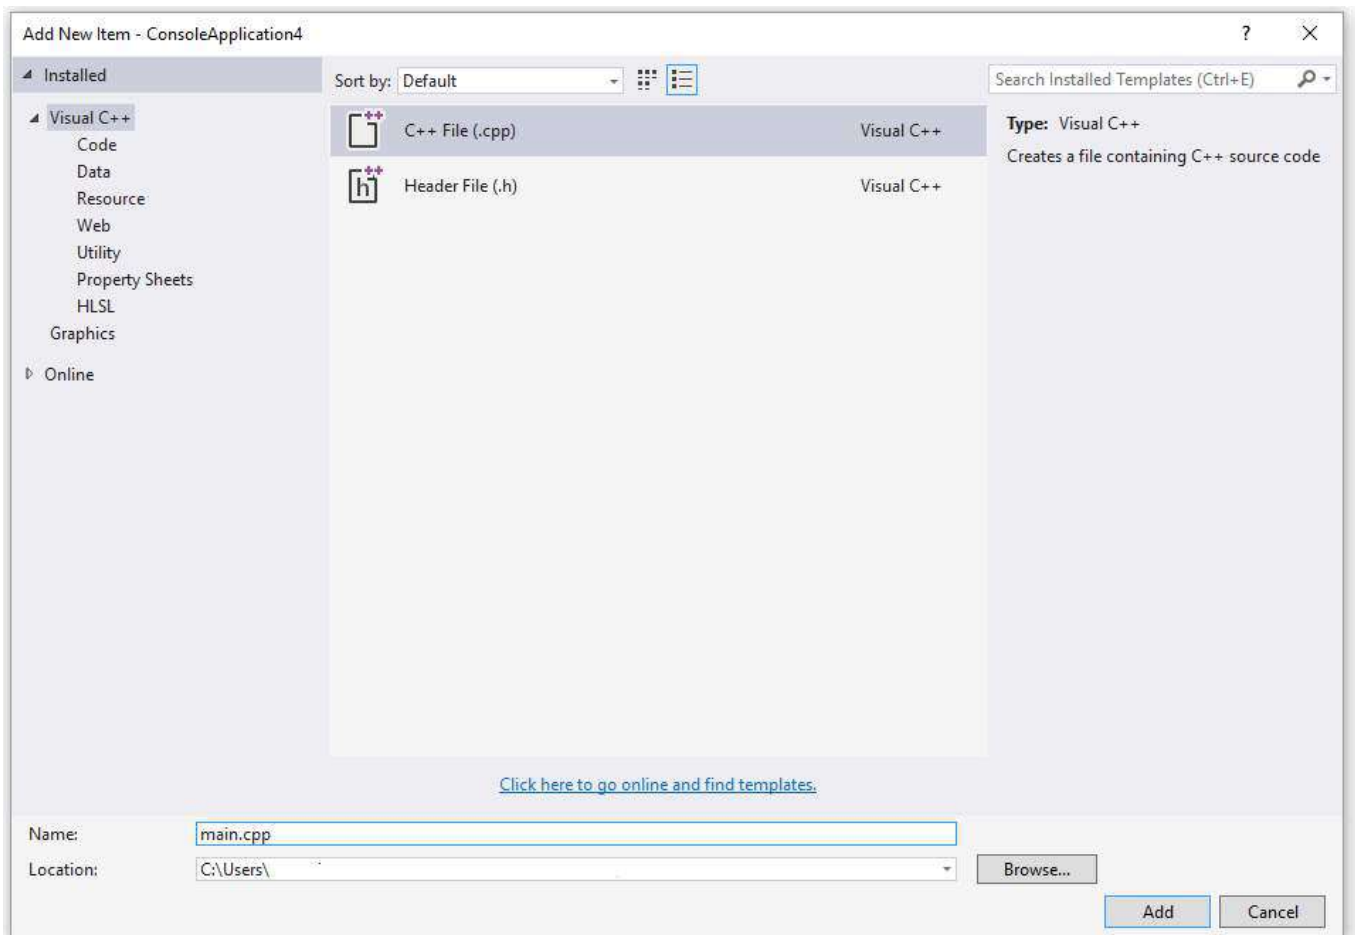 Add New Item - ConsoleApplication4
?
Installed
Sort by: Default
Search Installed Templates (Ctrl+E)
Visual C++
Code
Data
Resource
Web
Utility
Property Sheets
HLSL
Graphics
Online
C++ File (.cpp) Visual C++
Header File (.h) Visual C++
Type: Visual C++
Creates a file containing C++ source code
Click here to go online and find templates.
Name: main.cpp
Location: C:\Users\
Browse...
Add Cancel